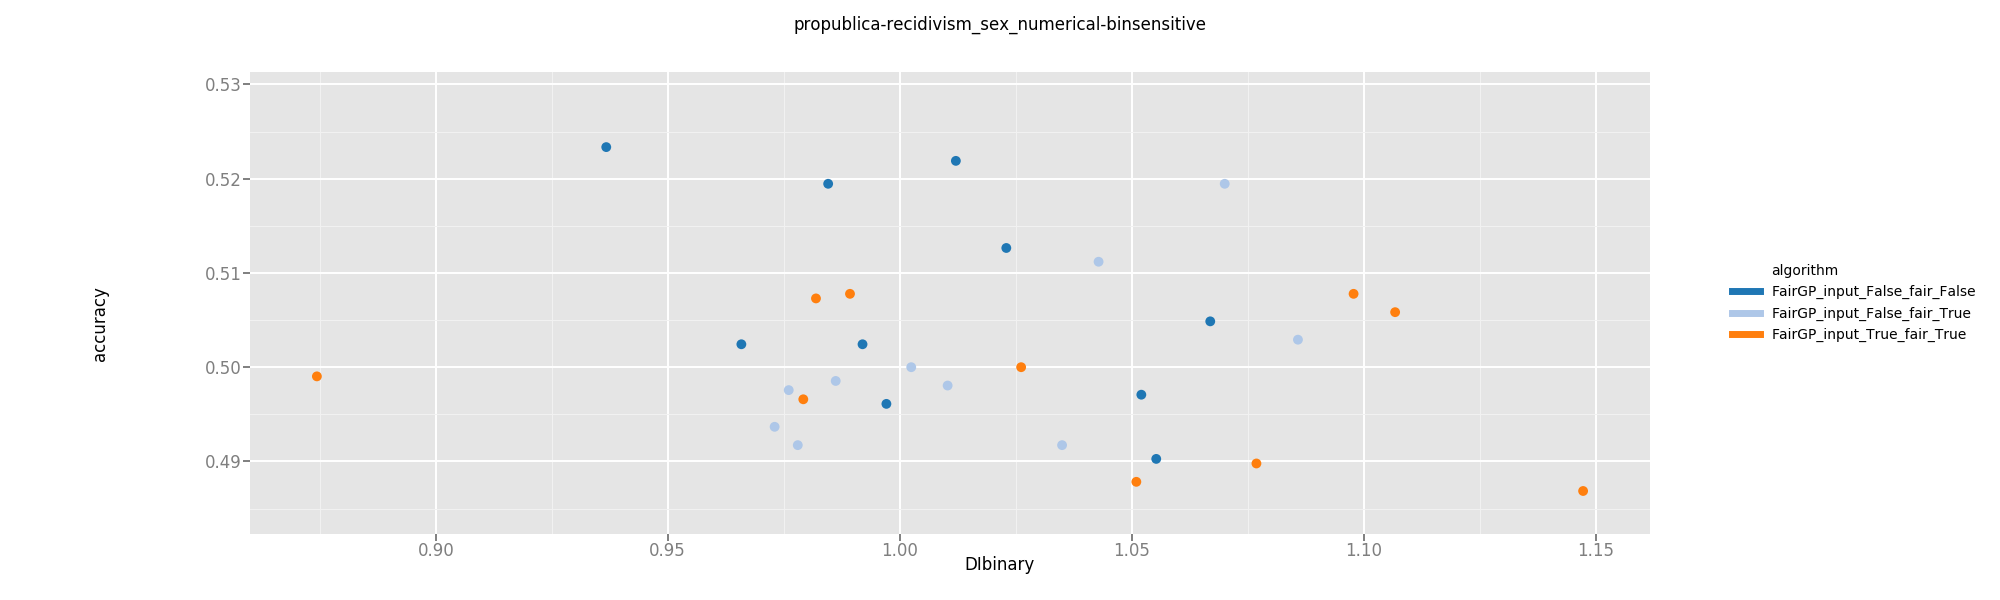 propublica-recidivism_sex_numerical-binsensitive
0.53
0.52
0.51
0.50
0.49
accuracy
0.90
0.95
1.00
1.05
1.10
1.15
DIbinary
algorithm
FairGP_input_False_fair_False
FairGP_input_False_fair_True
FairGP_input_True_fair_True